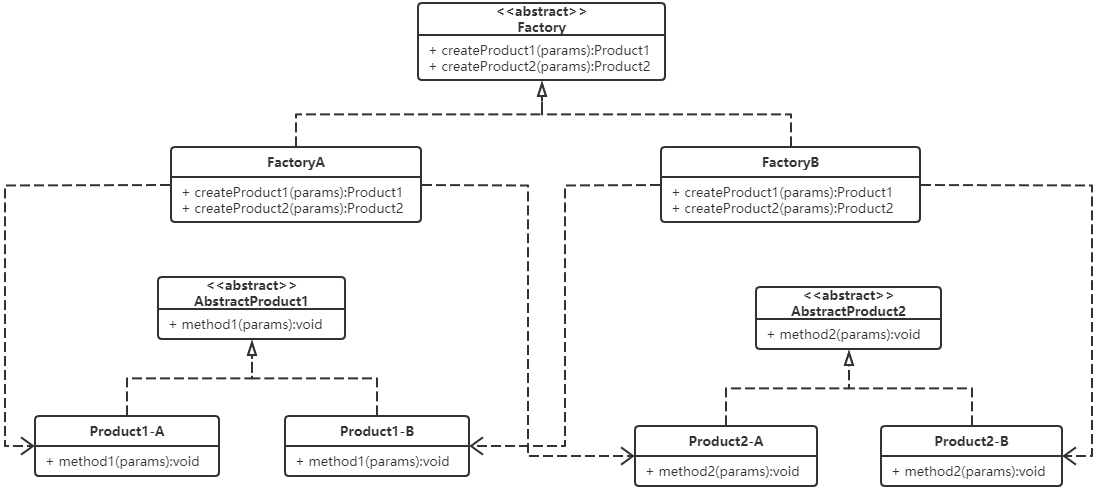 <<abstract>>
Factory
+ createProduct1(params):Product1
+ createProduct2(params):Product2
FactoryA
+ createProduct1(params):Product1
+ createProduct2(params):Product2
FactoryB
+ createProduct1(params):Product1
+ createProduct2(params):Product2
<<abstract>>
AbstractProduct1
+ method1(params):void
<<abstract>>
AbstractProduct2
+ method2(params):void
Product1-A
+ method1(params):void
Product1-B
+ method1(params):void
Product2-A
+ method2(params):void
Product2-B
+ method2(params):void